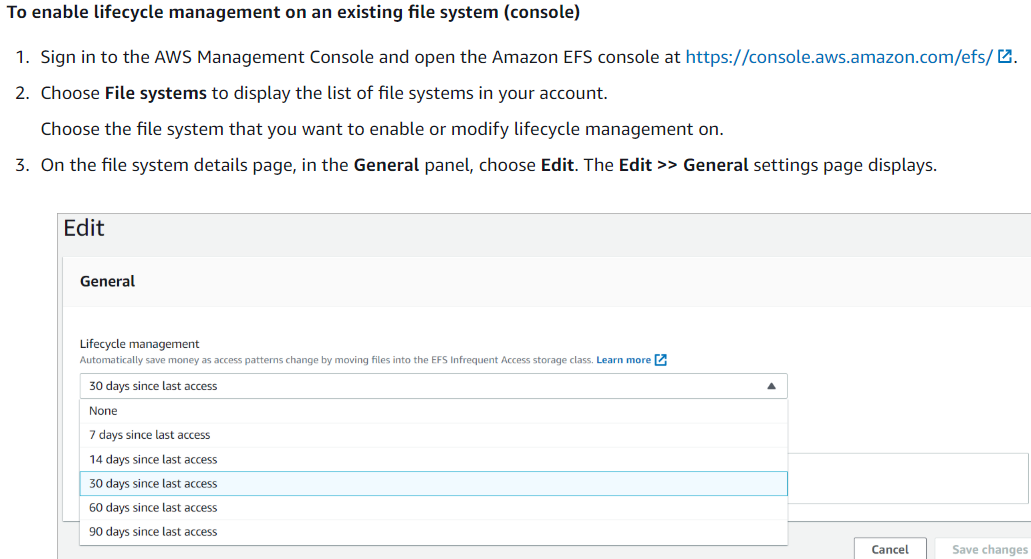 To enable lifecycle management on an existing file system (console)
1. Sign in to the AWS Management Console and open the Amazon EFS console at https://console.aws.amazon.com/efs/.
2. Choose File systems to display the list of file systems in your account.
Choose the file system that you want to enable or modify lifecycle management on.
3. On the file system details page, in the General panel, choose Edit. The Edit >> General settings page displays.
Edit
General
Lifecycle management
Automatically save money as access patterns change by moving files into the EFS Infrequent Access storage class. Learn more
30 days since last access
None
7 days since last access
14 days since last access
30 days since last access
60 days since last access
90 days since last access
Cancel Save changes